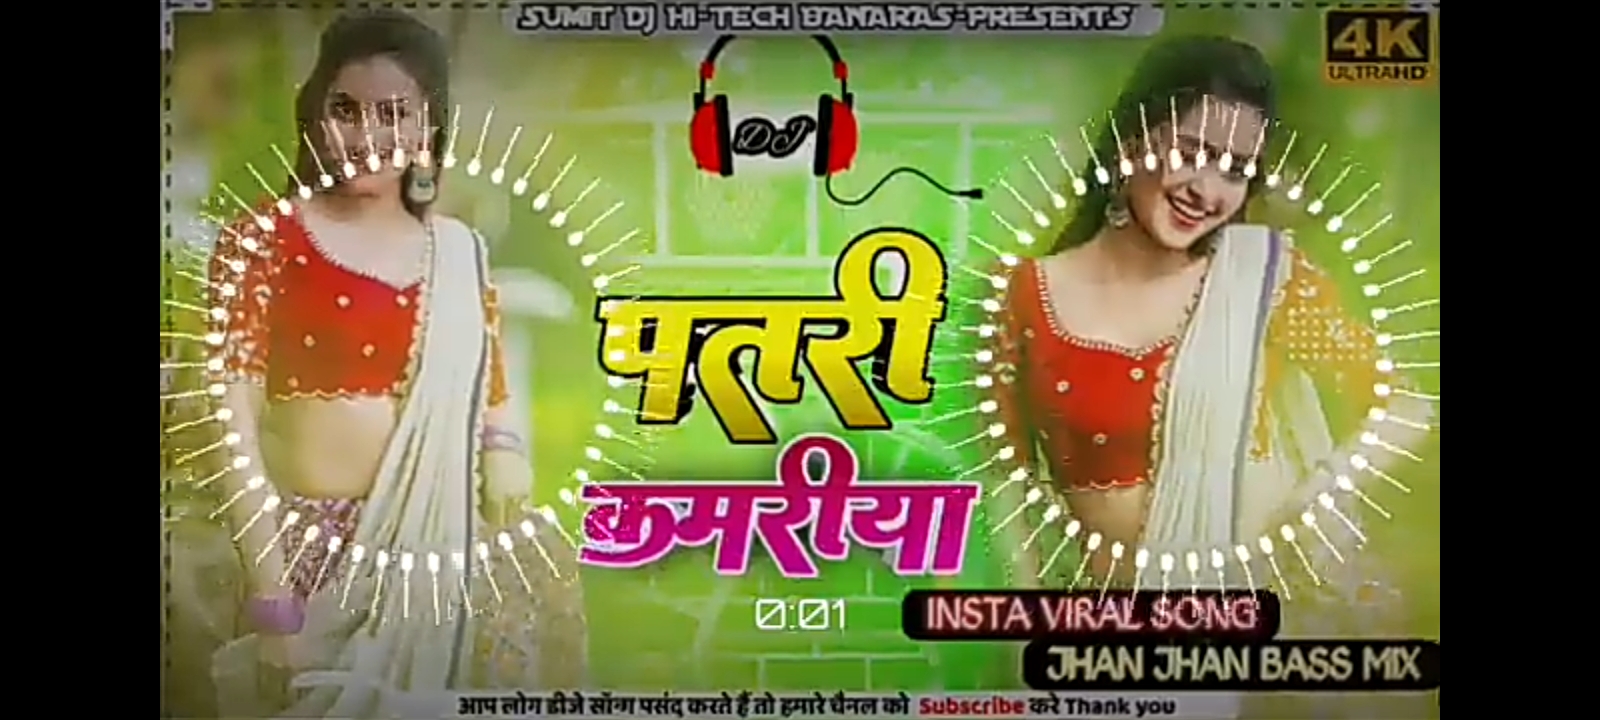 SUMIT DJ HI-TECH BANARAS-PRESENTS
4K
ULTRAHD
DJ
पतरी
कमरीया
0:01
INSTA VIRAL SONG
JHAN JHAN BASS MIX
आप लोग डीजे सॉन्ग पसंद करते हैं तो हमारे चैनल को Subscribe करे Thank you